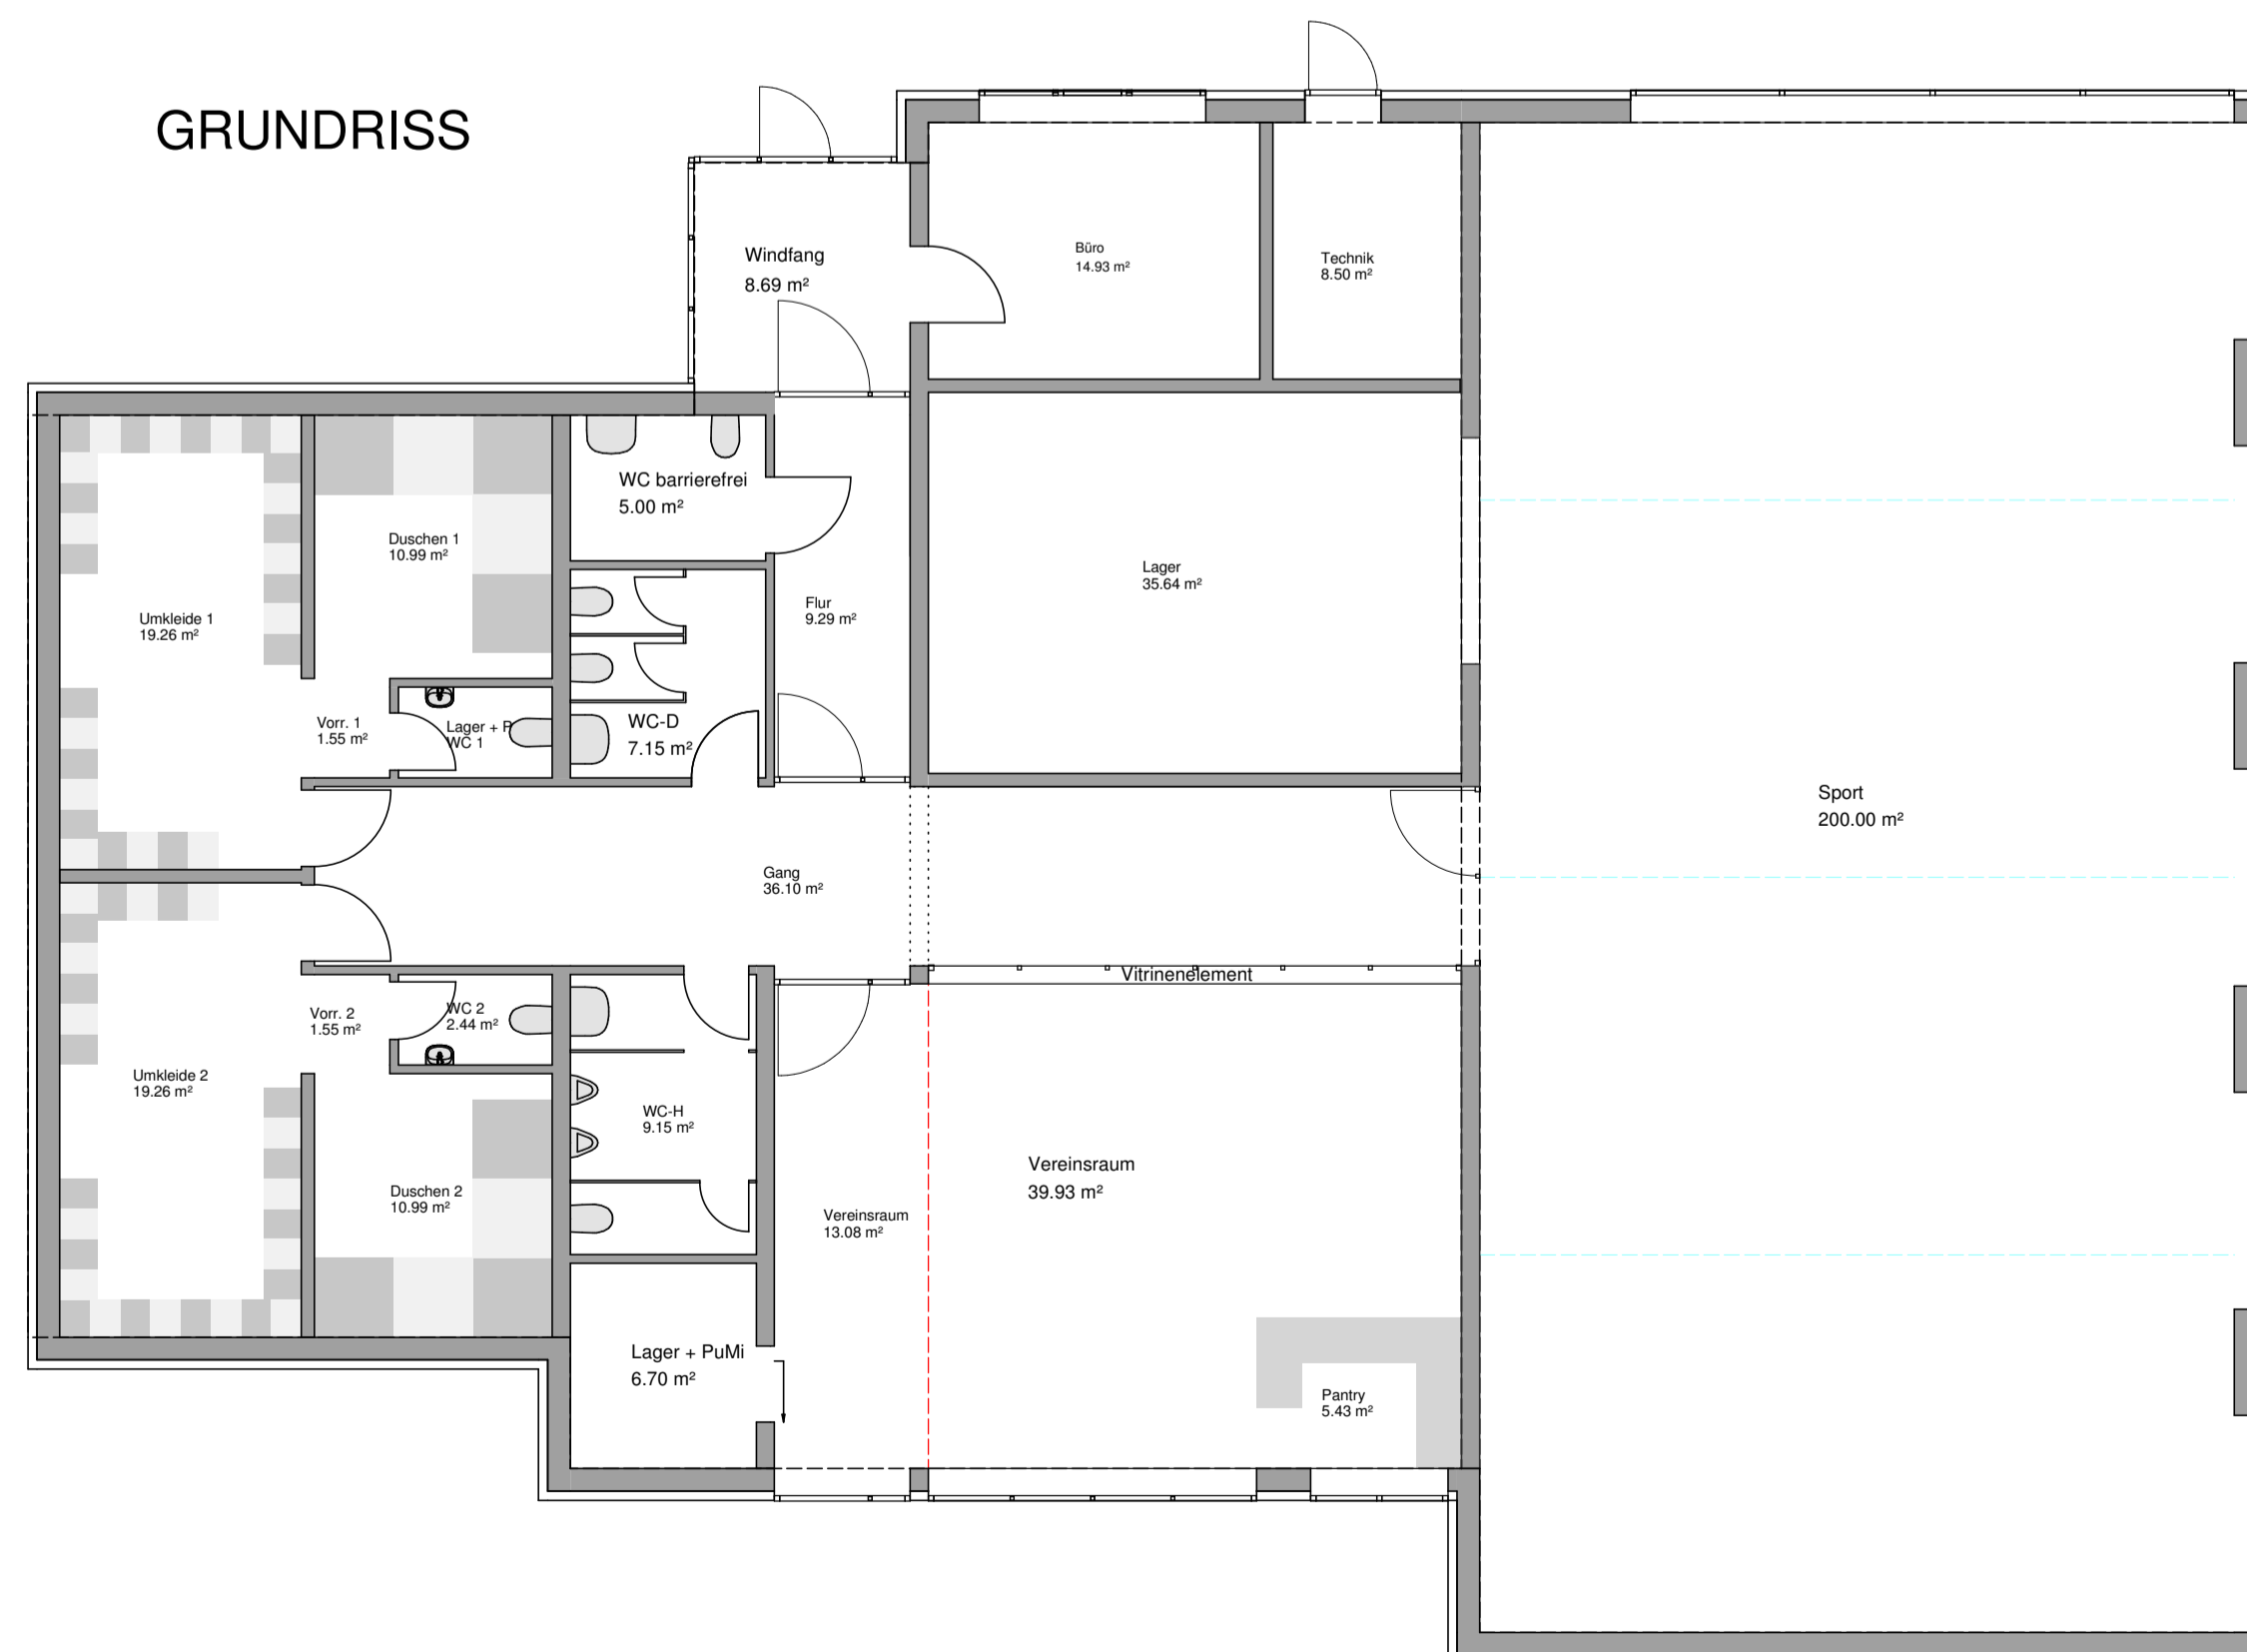 GRUNDRISS
Windfang
8.69 m²
Büro
14.93 m²
Technik
8.50 m²
WC barrierefrei
5.00 m²
Duschen 1
10.99 m²
Lager
35.64 m²
Flur
9.29 m²
Umkleide 1
19.26 m²
Vorr. 1
1.55 m²
Lager + P
WC 1
WC-D
7.15 m²
Sport
200.00 m²
Gang
36.10 m²
Vitrinenelement
Vorr. 2
1.55 m²
WC 2
2.44 m²
Umkleide 2
19.26 m²
WC-H
9.15 m²
Vereinsraum
39.93 m²
Duschen 2
10.99 m²
Vereinsraum
13.08 m²
Lager + PuMi
6.70 m²
Pantry
5.43 m²